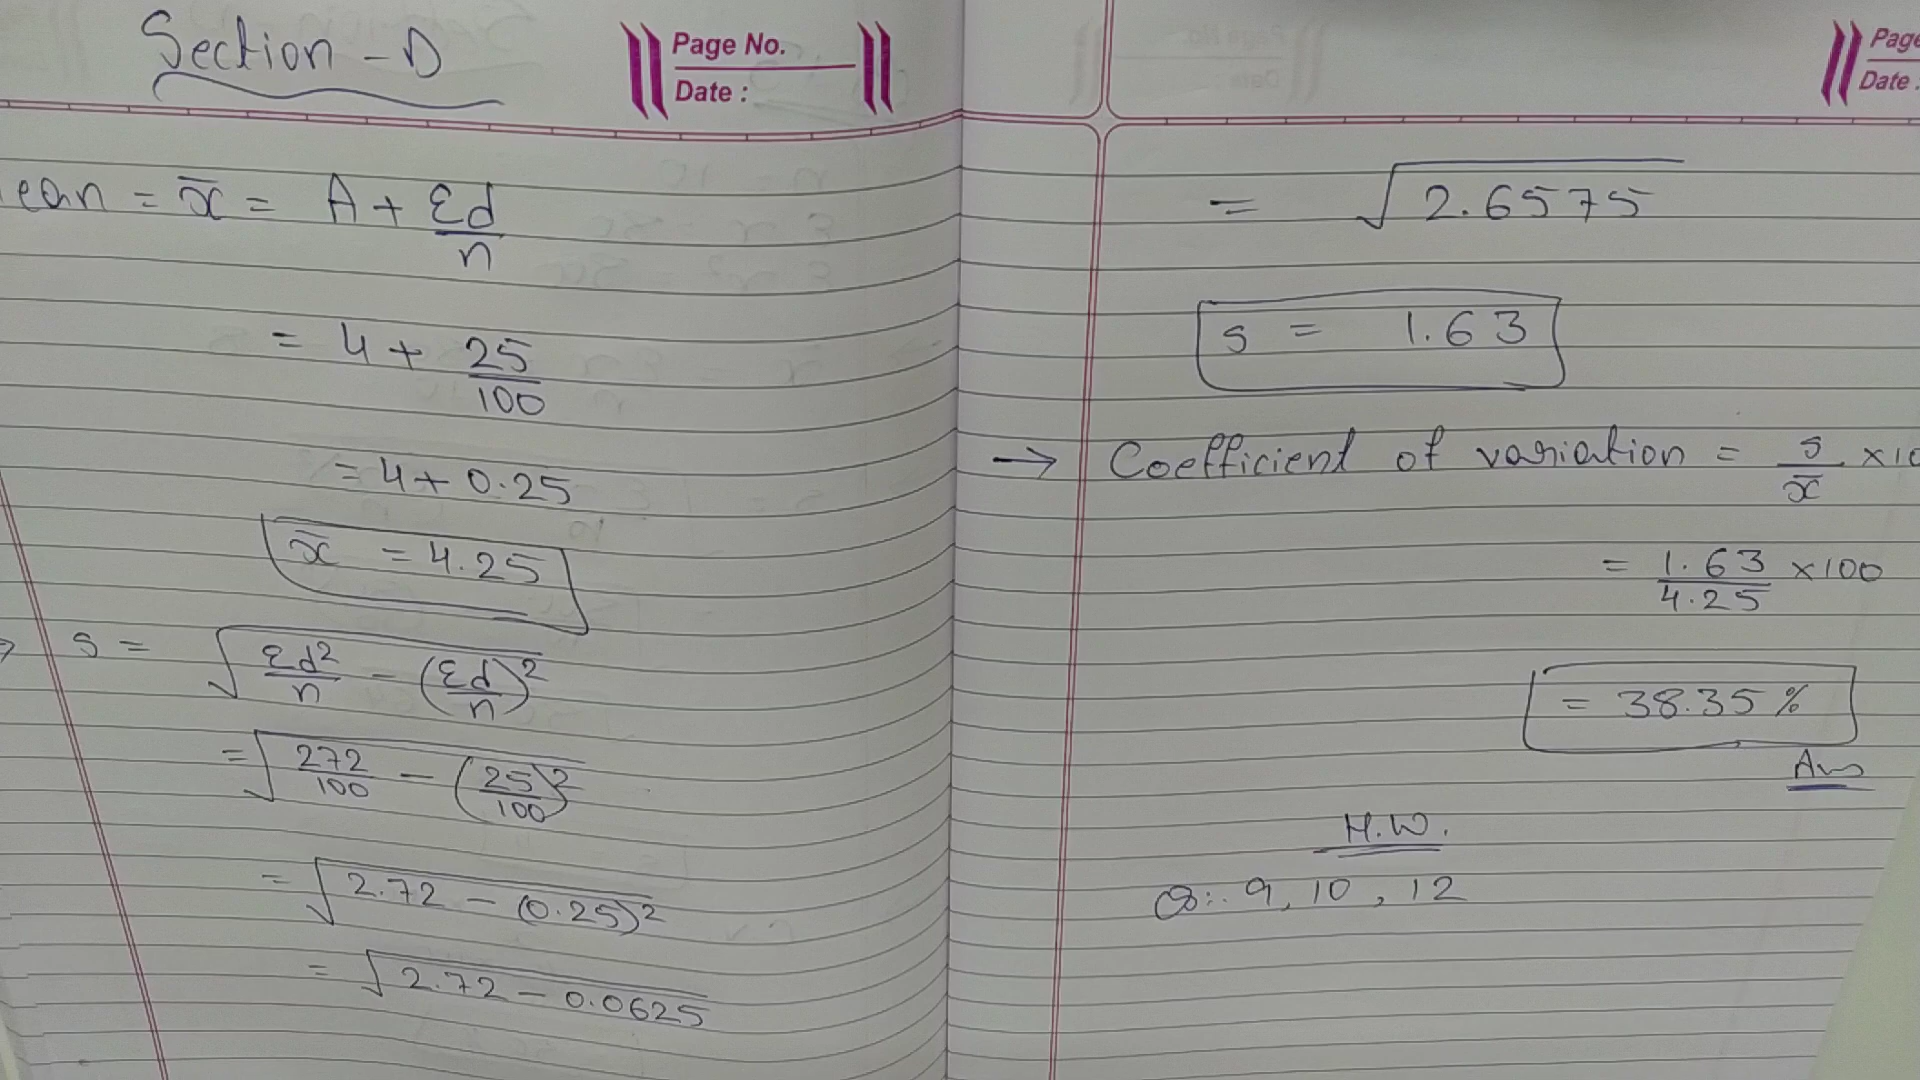 Section - D
Page No.
Date :
ean = x̄ = A + Σd/n
= 4 + 25/100
= 4 + 0.25
x̄ = 4.25
s = √(Σd²/n - (Σd/n)²)
= √(272/100 - (25/100)²)
= √(2.72 - (0.25)²)
= √(2.72 - 0.0625)
Page
Date :
= √2.6575
s = 1.63
→ Coefficient of variation = s/x̄ ×10
= 1.63/4.25 ×100
= 38.35 %
Ans
H.W.
Q:. 9, 10, 12